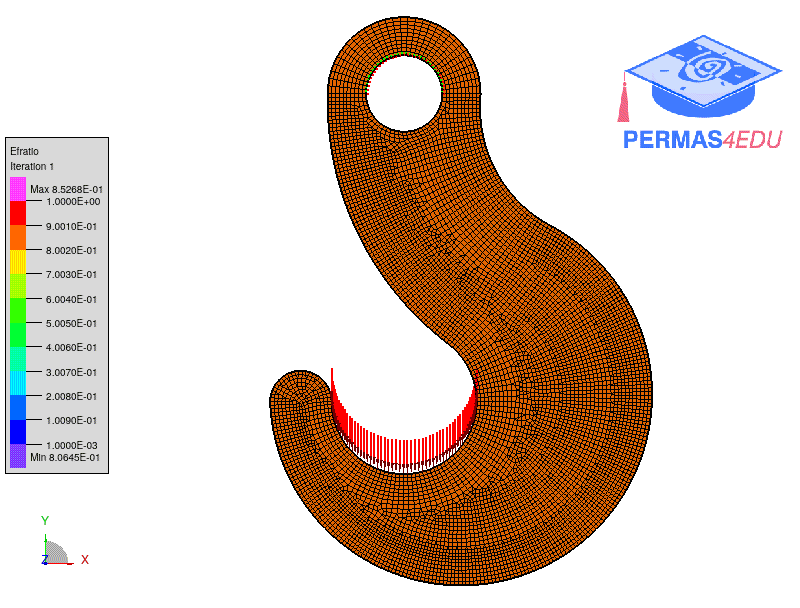 PERMAS4EDU
Efratio
Iteration 1
Max 8.5268E-01
1.0000E+00
9.0010E-01
8.0020E-01
7.0030E-01
6.0040E-01
5.0050E-01
4.0060E-01
3.0070E-01
2.0080E-01
1.0090E-01
1.0000E-03
Min 8.0645E-01
Y
Z X